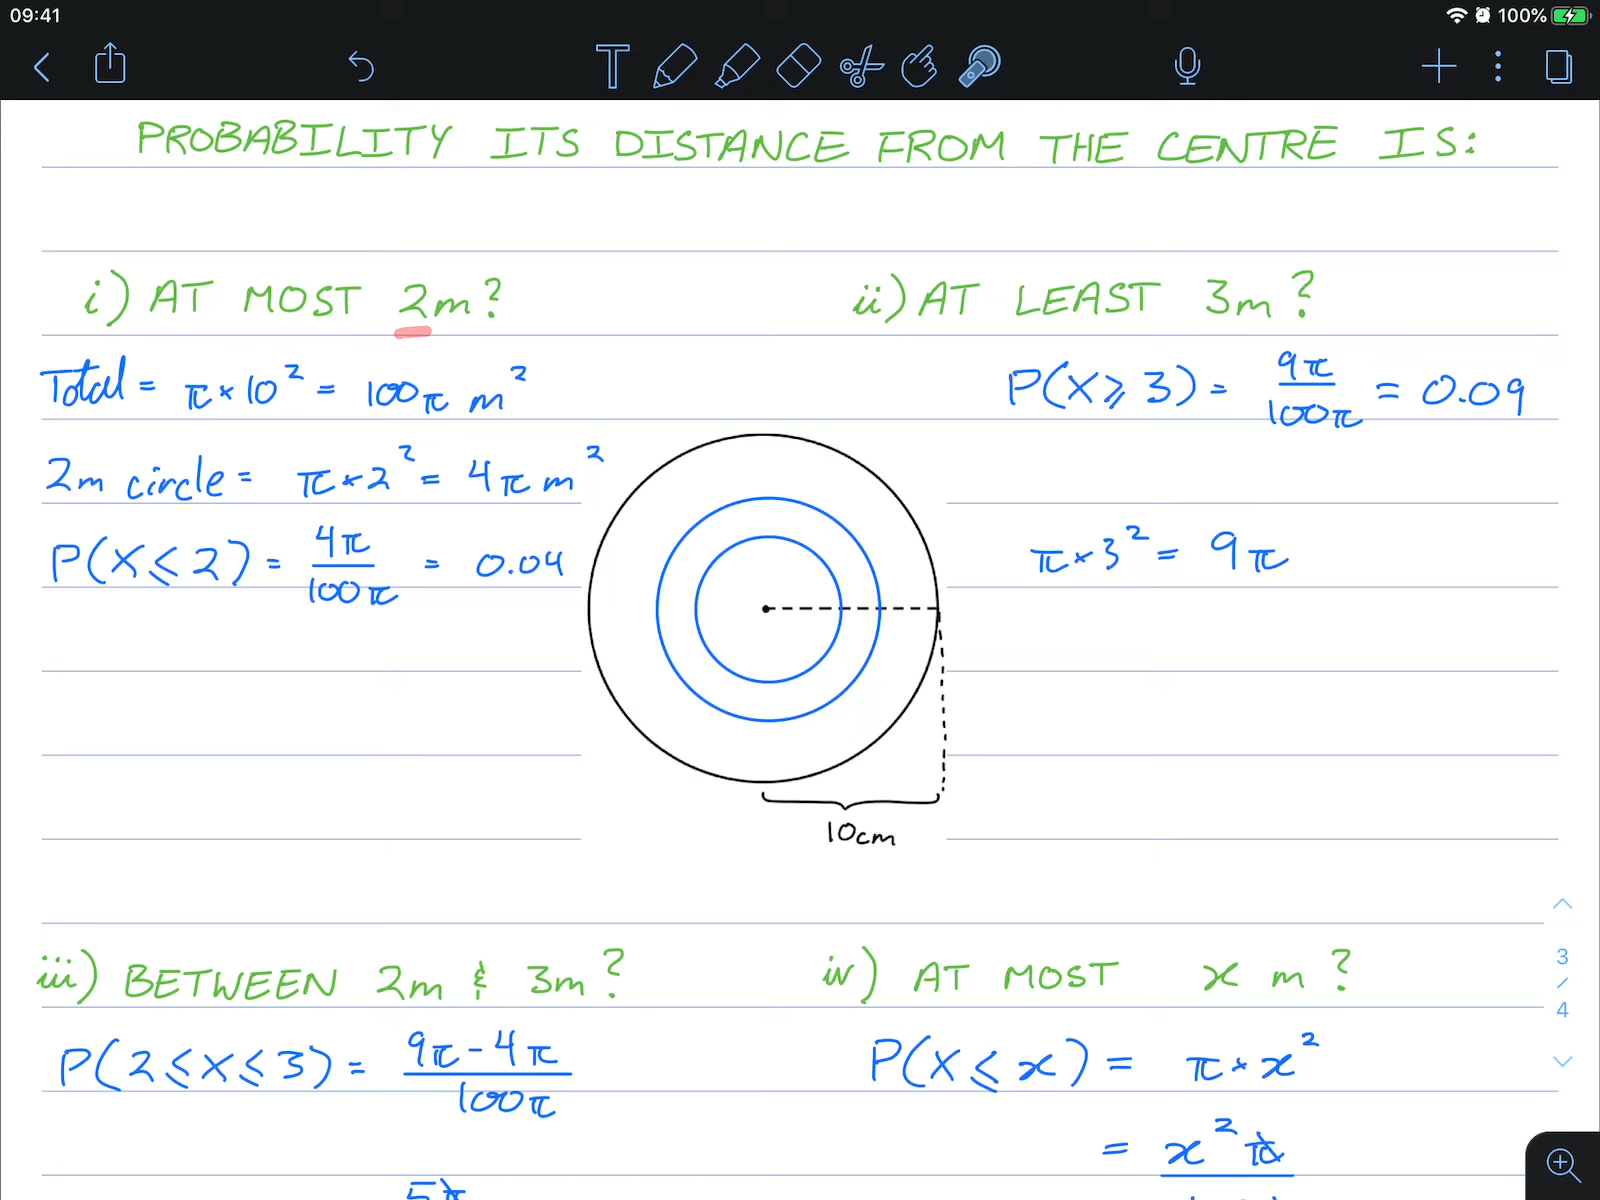 09:41
100%
PROBABILITY ITS DISTANCE FROM THE CENTRE IS:
i) AT MOST 2m?
Total = π × 10² = 100π m²
2m circle = π × 2² = 4π m²
P(X ≤ 2) = 4π / 100π = 0.04
ii) AT LEAST 3m?
P(X ≥ 3) = 9π / 100π = 0.09
π × 3² = 9π
10cm
iii) BETWEEN 2m & 3m?
P(2 ≤ X ≤ 3) = 9π - 4π / 100π
5π
iv) AT MOST x m?
P(X ≤ x) = π × x²
= x² π
3 / 4